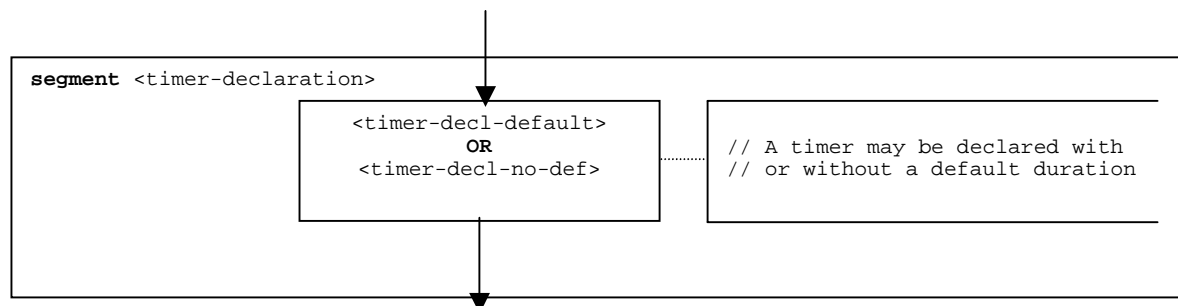 segment <timer-declaration>
<timer-decl-default>
OR
<timer-decl-no-def>
// A timer may be declared with
// or without a default duration